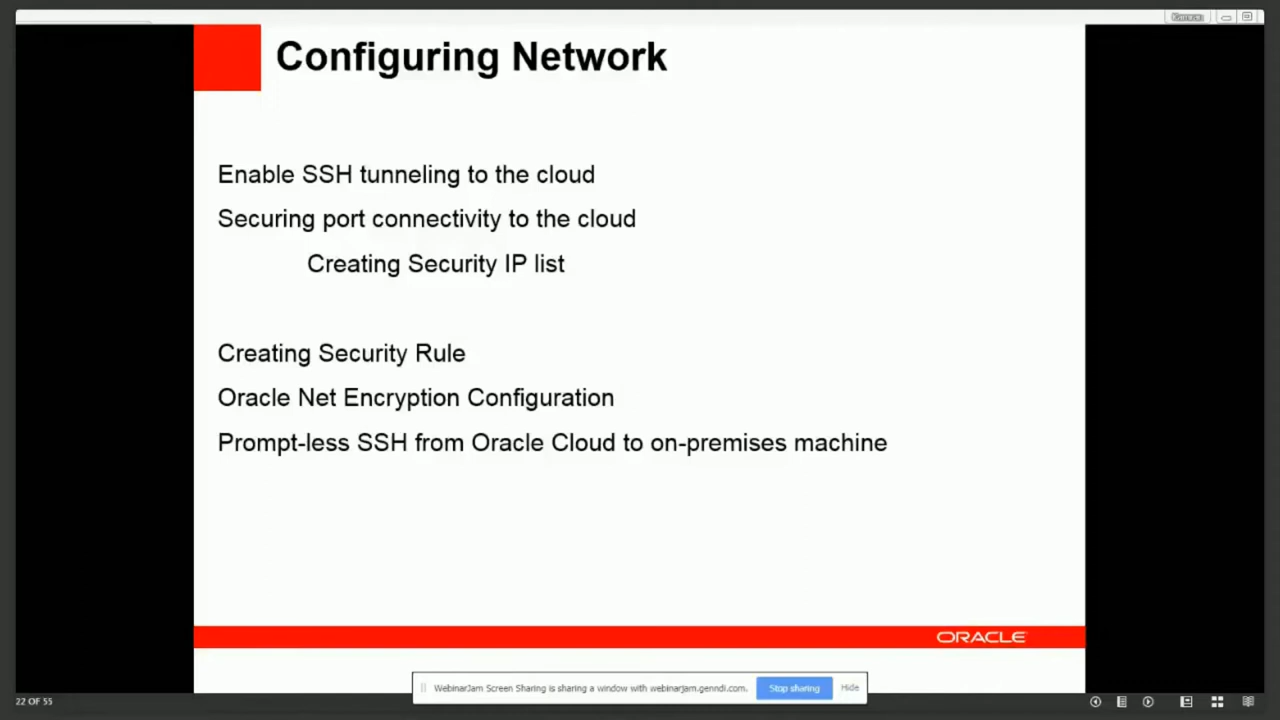 Configuring Network
Enable SSH tunneling to the cloud
Securing port connectivity to the cloud
Creating Security IP list
Creating Security Rule
Oracle Net Encryption Configuration
Prompt-less SSH from Oracle Cloud to on-premises machine
ORACLE
WebinarJam Screen Sharing is sharing a window with webinarjam.genndi.com.
Stop sharing
Hide
22 OF 55